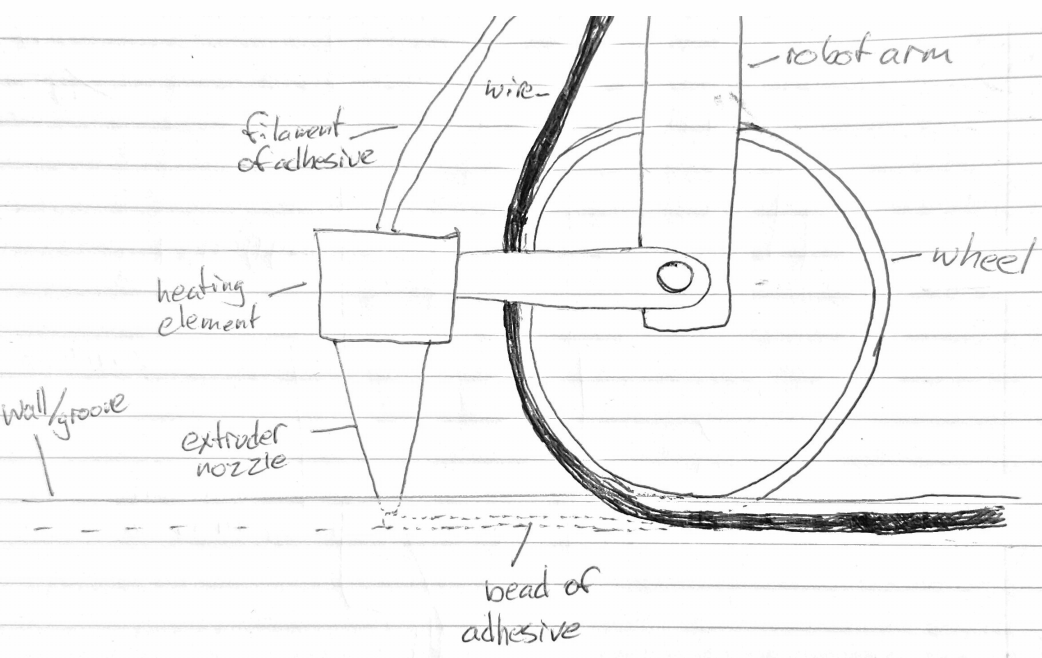 robot arm
wire
filament
of adhesive
wheel
heating
element
wall/groove
extruder
nozzle
bead of
adhesive